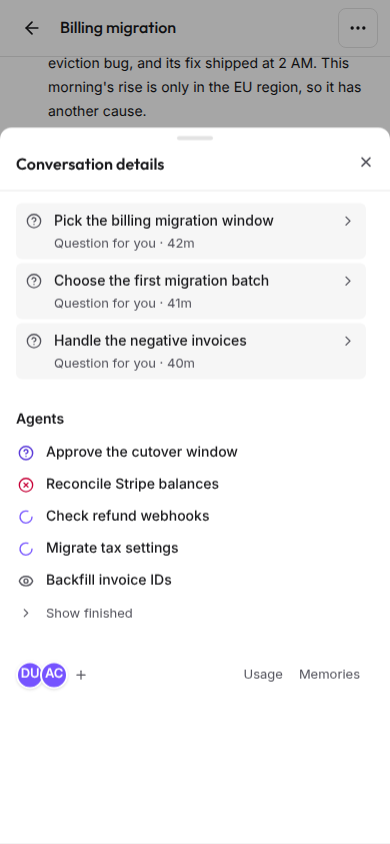 Billing migration
eviction bug, and its fix shipped at 2 AM. This
morning's rise is only in the EU region, so it has
another cause.
Conversation details
Pick the billing migration window
Question for you · 42m
Choose the first migration batch
Question for you · 41m
Handle the negative invoices
Question for you · 40m
Agents
Approve the cutover window
Reconcile Stripe balances
Check refund webhooks
Migrate tax settings
Backfill invoice IDs
Show finished
DU AC + Usage Memories